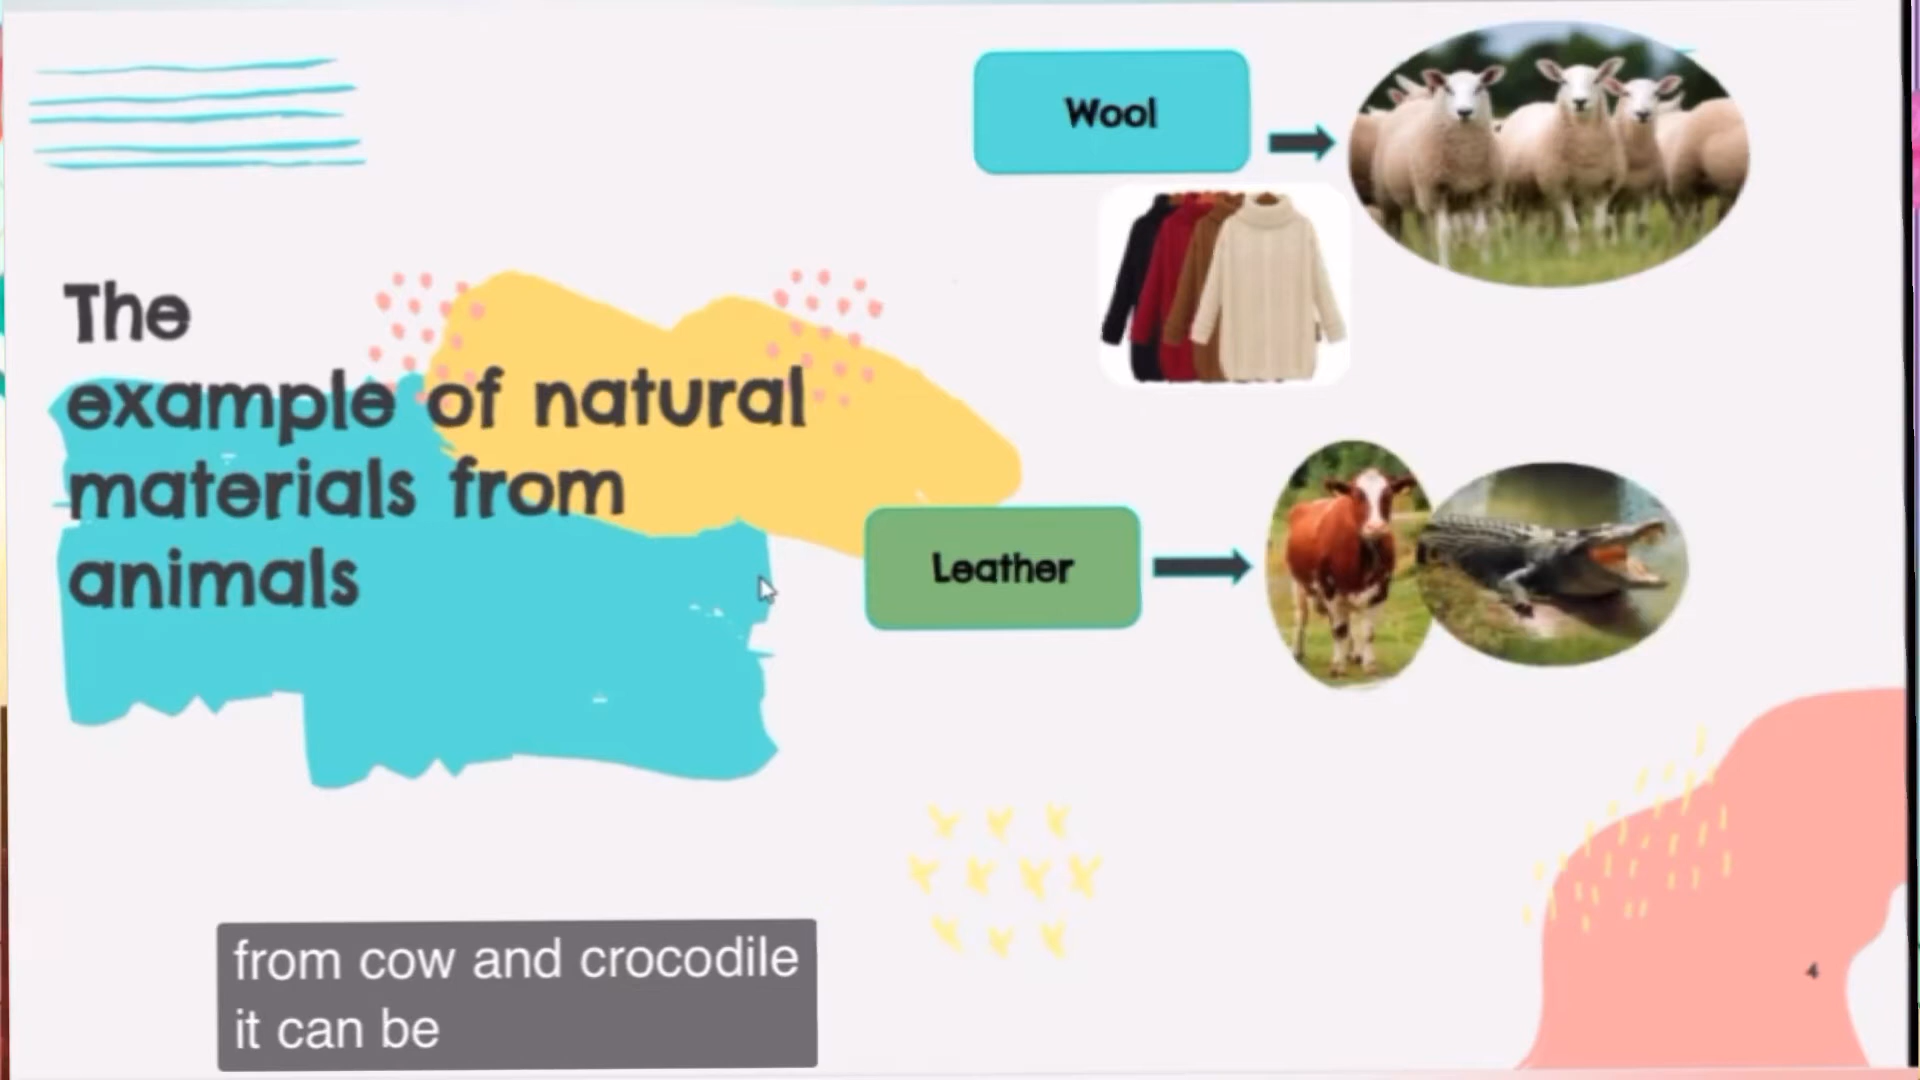 Wool
The
example of natural
materials from
animals
Leather
from cow and crocodile
it can be
4